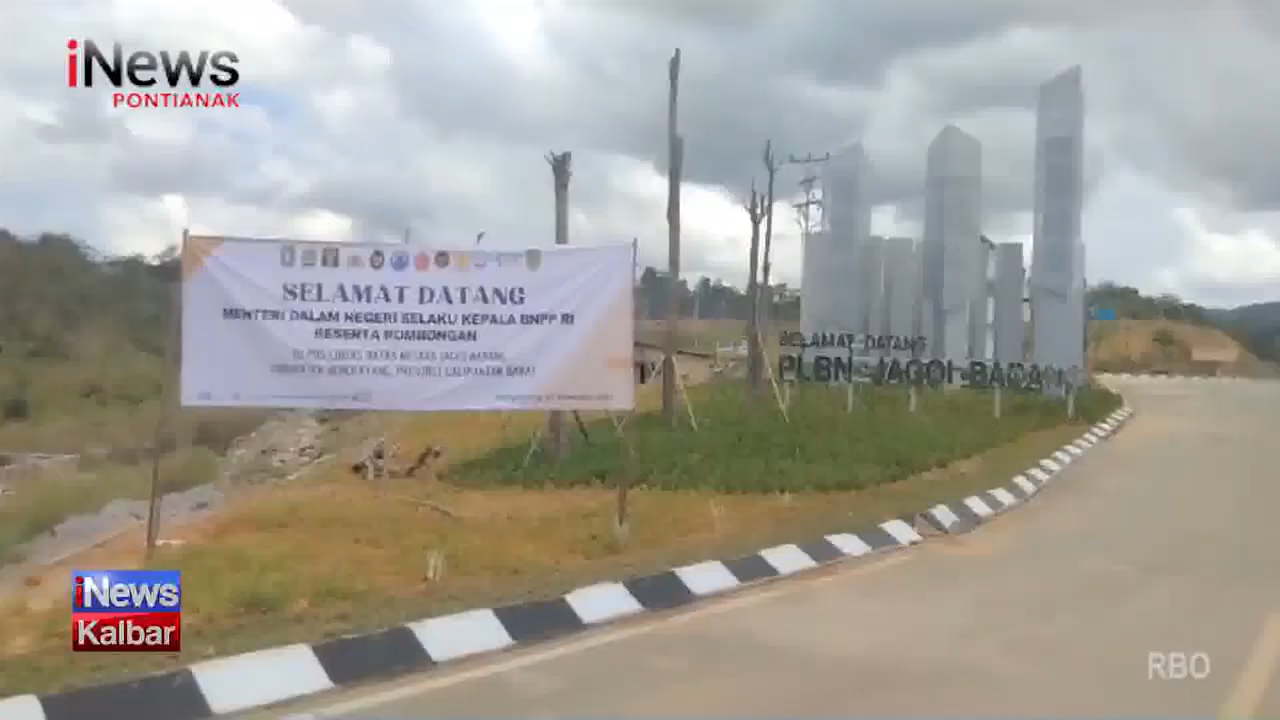 iNews
PONTIANAK
SELAMAT DATANG
MENTERI DALAM NEGERI SELAKU KEPALA BNPP RI
BESERTA ROMBONGAN
SELAMAT DATANG
PLBN JAGOI BABANG
iNews
Kalbar
RBO